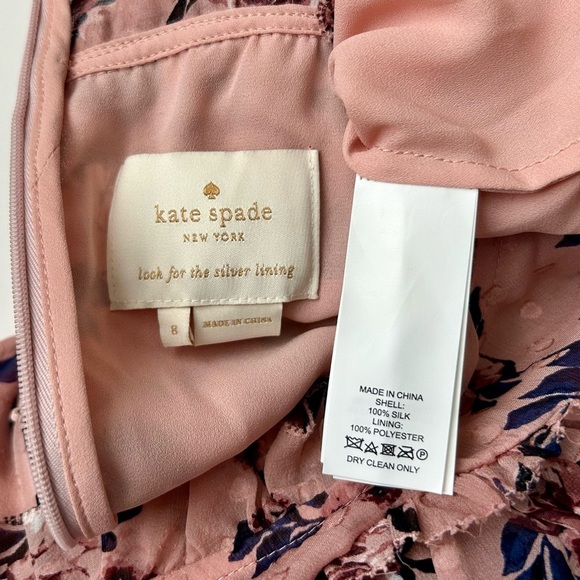 kate spade
NEW YORK
look for the silver lining
8
MADE IN CHINA
MADE IN CHINA
SHELL:
100% SILK
LINING:
100% POLYESTER
P
DRY CLEAN ONLY